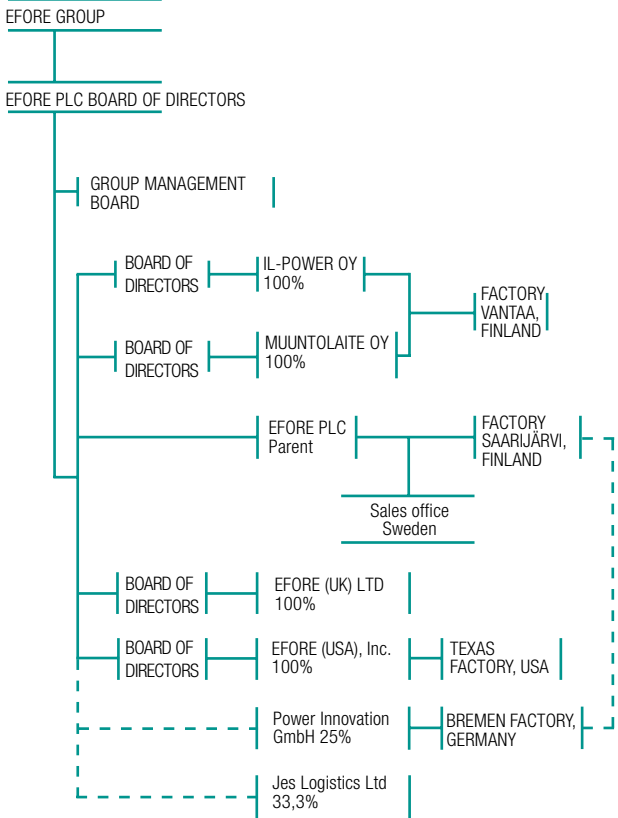 EFORE GROUP
EFORE PLC BOARD OF DIRECTORS
GROUP MANAGEMENT
BOARD
BOARD OF
DIRECTORS
IL-POWER OY
100%
FACTORY
VANTAA,
FINLAND
BOARD OF
DIRECTORS
MUUNTOLAITE OY
100%
EFORE PLC
Parent
FACTORY
SAARIJÄRVI,
FINLAND
Sales office
Sweden
BOARD OF
DIRECTORS
EFORE (UK) LTD
100%
BOARD OF
DIRECTORS
EFORE (USA), Inc.
100%
TEXAS
FACTORY, USA
Power Innovation
GmbH 25%
BREMEN FACTORY,
GERMANY
Jes Logistics Ltd
33,3%